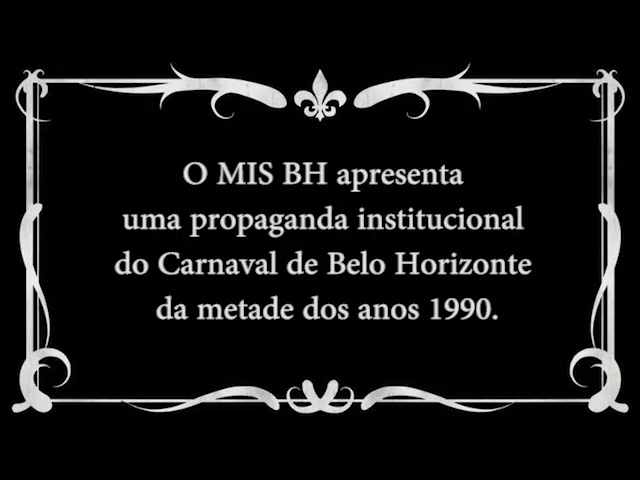 O MIS BH apresenta
uma propaganda institucional
do Carnaval de Belo Horizonte
da metade dos anos 1990.